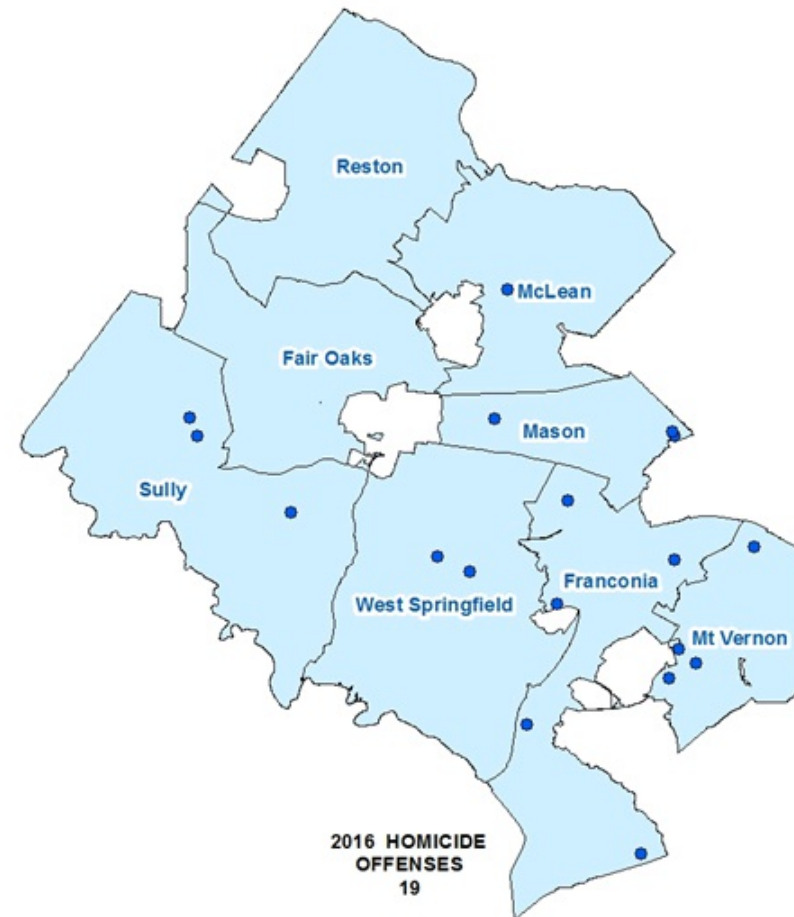 Reston
McLean
Fair Oaks
Mason
Sully
Franconia
West Springfield
Mt Vernon
2016 HOMICIDE
OFFENSES
19